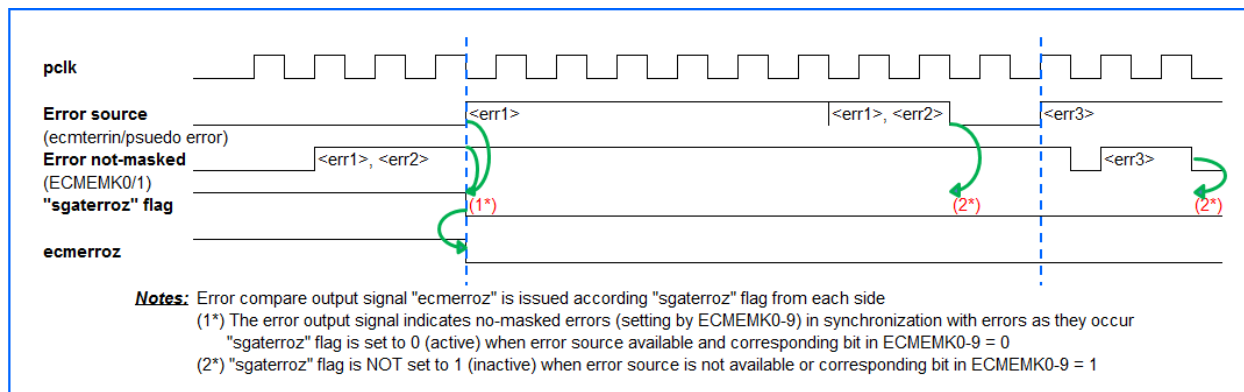 pclk
Error source
<err1>
<err1>, <err2>
<err3>
(ecmterrin/psuedo error)
Error not-masked
<err1>, <err2>
<err3>
(ECMEMK0/1)
"sgaterroz" flag
(1*)
(2*)
(2*)
ecmerroz
Notes: Error compare output signal "ecmerroz" is issued according "sgaterroz" flag from each side
(1*) The error output signal indicates no-masked errors (setting by ECMEMK0-9) in synchronization with errors as they occur
"sgaterroz" flag is set to 0 (active) when error source available and corresponding bit in ECMEMK0-9 = 0
(2*) "sgaterroz" flag is NOT set to 1 (inactive) when error source is not available or corresponding bit in ECMEMK0-9 = 1